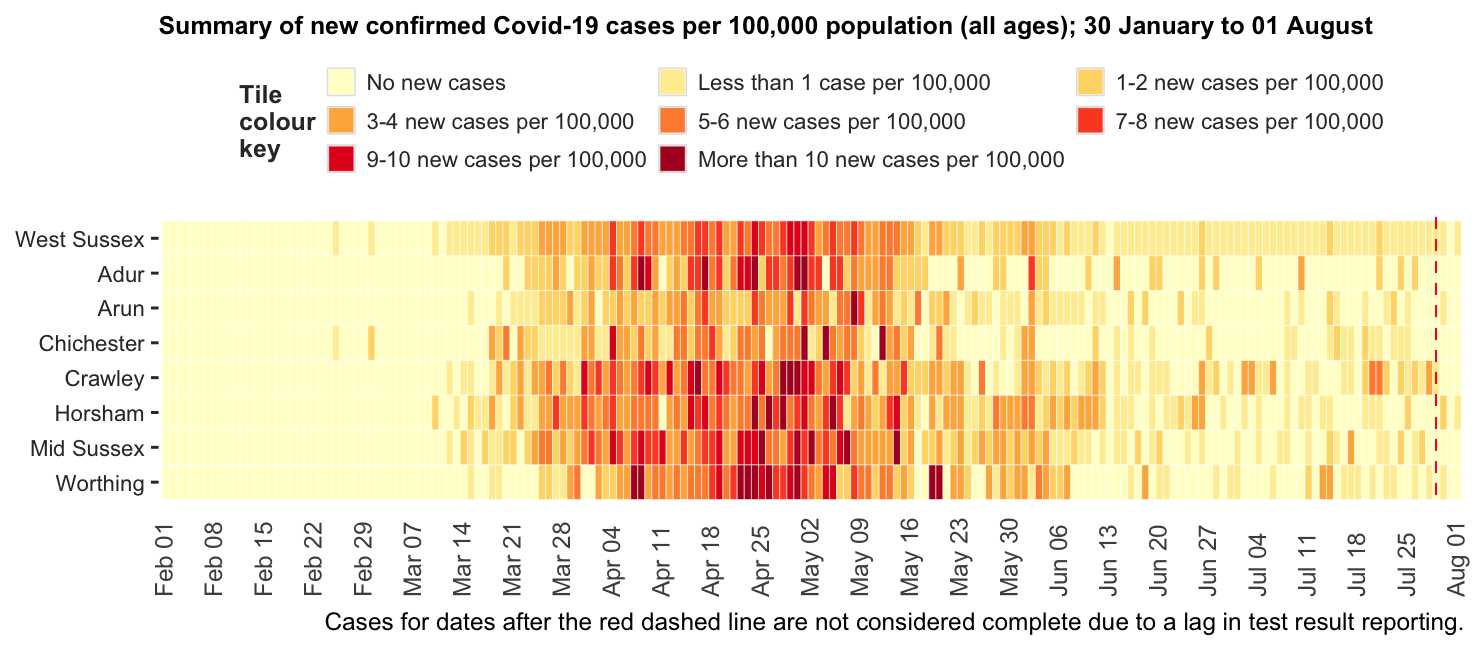 Summary of new confirmed Covid-19 cases per 100,000 population (all ages); 30 January to 01 August
Tile
colour
key
No new cases
Less than 1 case per 100,000
1-2 new cases per 100,000
3-4 new cases per 100,000
5-6 new cases per 100,000
7-8 new cases per 100,000
9-10 new cases per 100,000
More than 10 new cases per 100,000
West Sussex
Adur
Arun
Chichester
Crawley
Horsham
Mid Sussex
Worthing
Feb 01
Feb 08
Feb 15
Feb 22
Feb 29
Mar 07
Mar 14
Mar 21
Mar 28
Apr 04
Apr 11
Apr 18
Apr 25
May 02
May 09
May 16
May 23
May 30
Jun 06
Jun 13
Jun 20
Jun 27
Jul 04
Jul 11
Jul 18
Jul 25
Aug 01
Cases for dates after the red dashed line are not considered complete due to a lag in test result reporting.